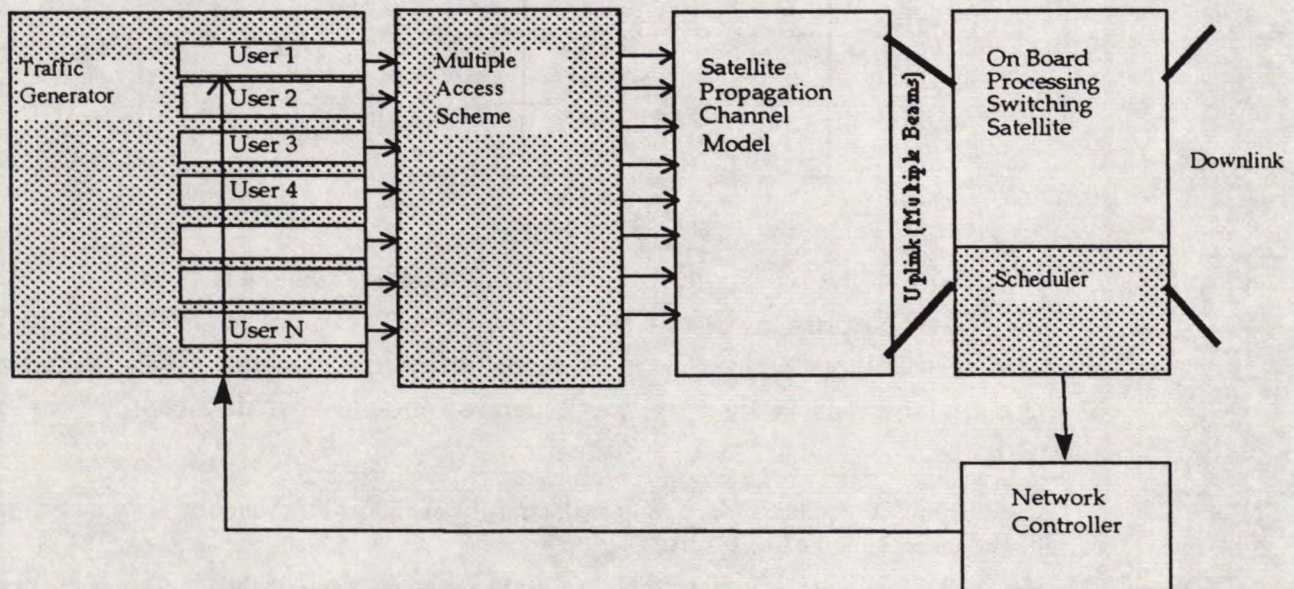 Traffic
Generator
User 1
User 2
User 3
User 4
User N
Multiple
Access
Scheme
Satellite
Propagation
Channel
Model
Uplink (Multiple Beams)
On Board
Processing
Switching
Satellite
Scheduler
Downlink
Network
Controller